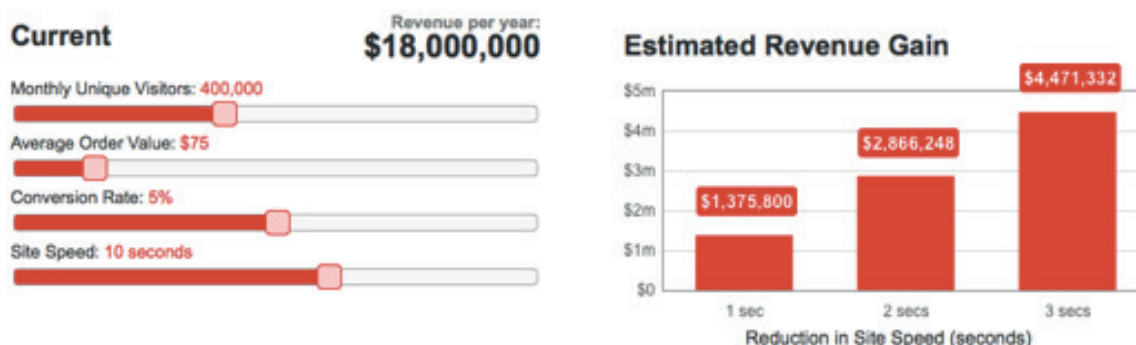 Current
Revenue per year:
$18,000,000
Monthly Unique Visitors: 400,000
Average Order Value: $75
Conversion Rate: 5%
Site Speed: 10 seconds
Estimated Revenue Gain
$5m
$4m
$3m
$2m
$1m
$0
$1,375,800
$2,866,248
$4,471,332
1 sec
2 secs
3 secs
Reduction in Site Speed (seconds)